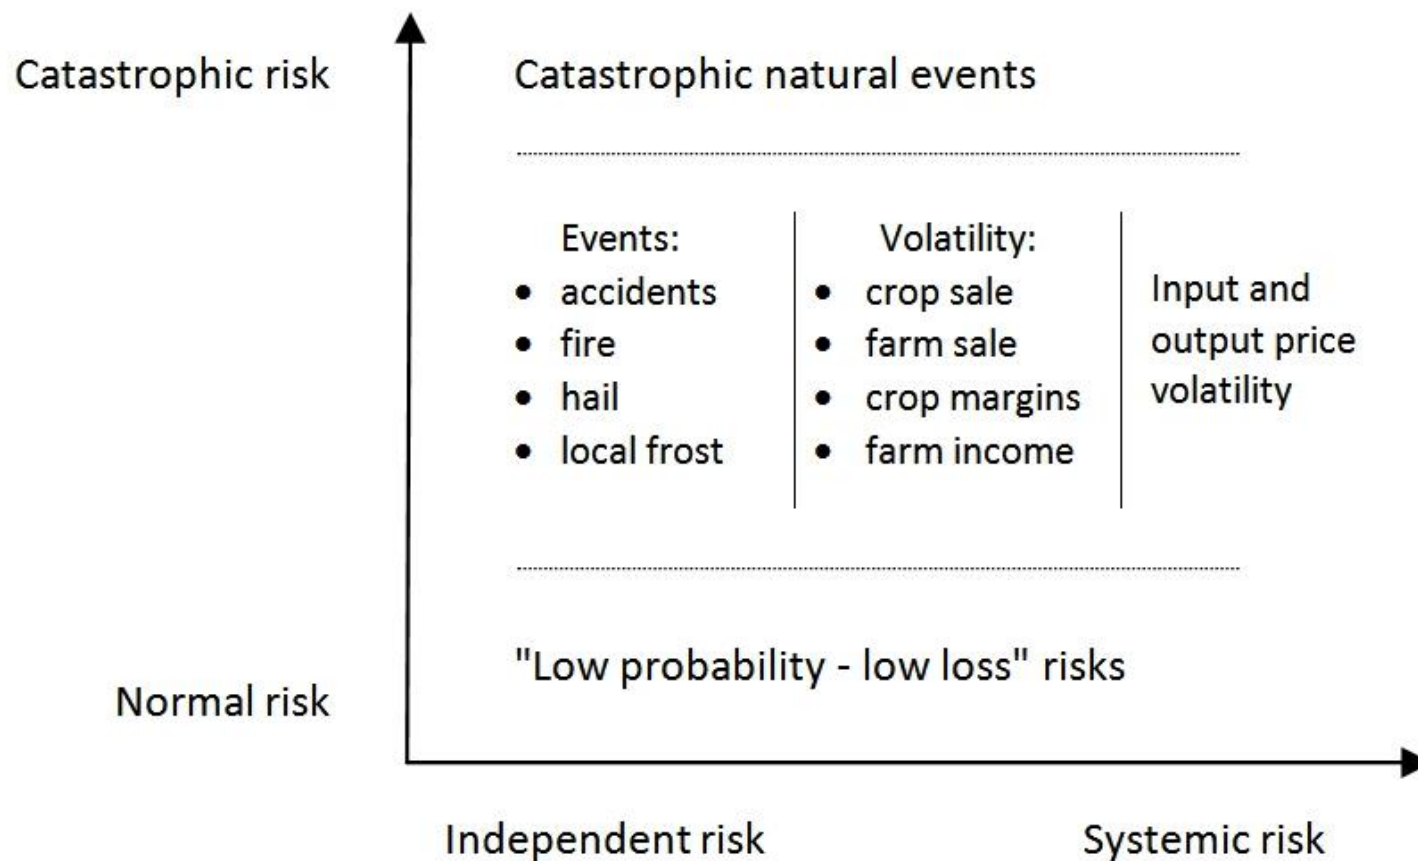 Catastrophic risk
Catastrophic natural events
Events:
• accidents
• fire
• hail
• local frost
Volatility:
• crop sale
• farm sale
• crop margins
• farm income
Input and
output price
volatility
"Low probability - low loss" risks
Normal risk
Independent risk
Systemic risk